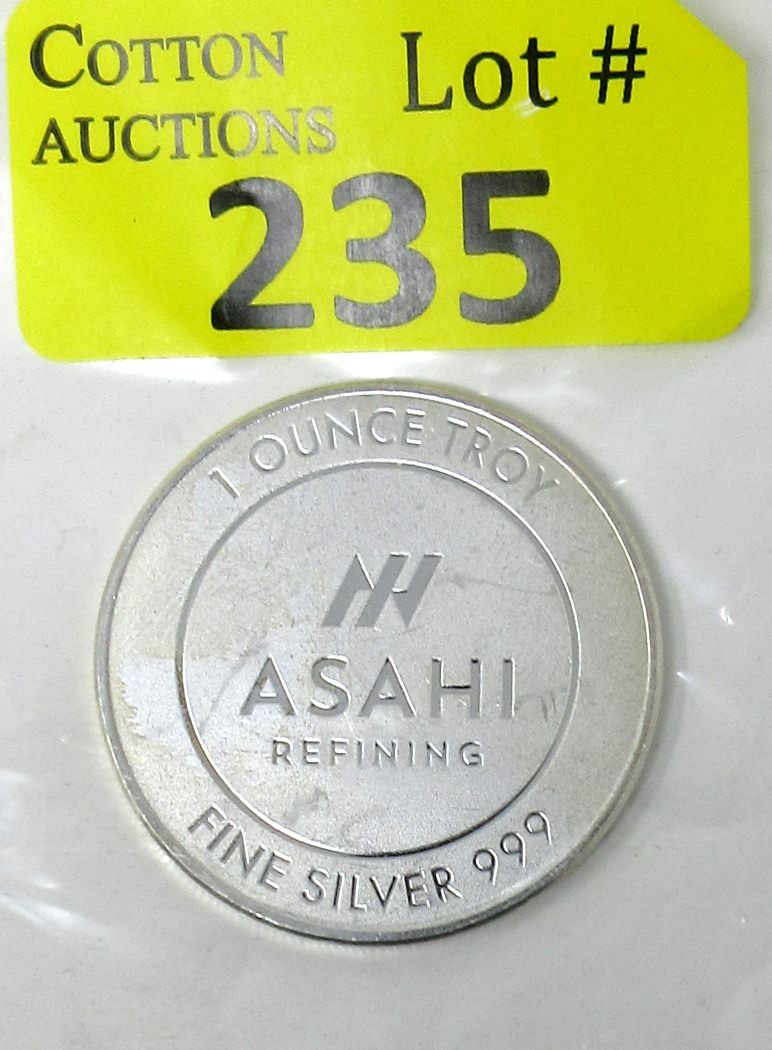 COTTON
AUCTIONS
Lot #
235
1 OUNCE TROY
ASAHI
REFINING
FINE SILVER 999